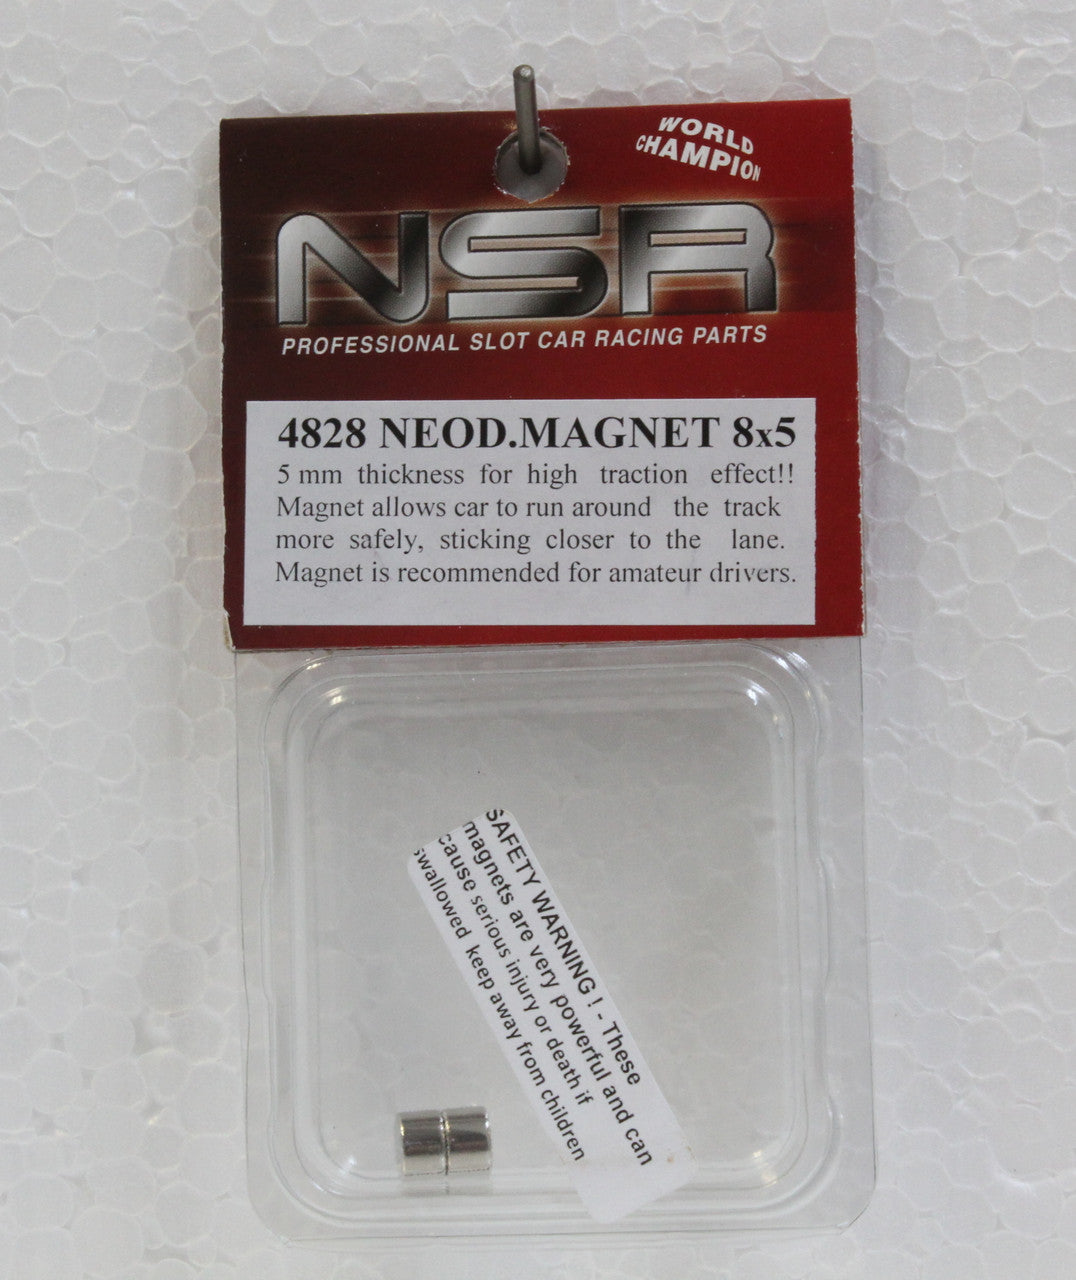 WORLD
CHAMPION
NSR
PROFESSIONAL SLOT CAR RACING PARTS
4828 NEOD.MAGNET 8x5
5 mm thickness for high traction effect!!
Magnet allows car to run around the track
more safely, sticking closer to the lane.
Magnet is recommended for amateur drivers.
SAFETY WARNING ! - These
magnets are very powerful and can
cause serious injury or death if
swallowed keep away from children